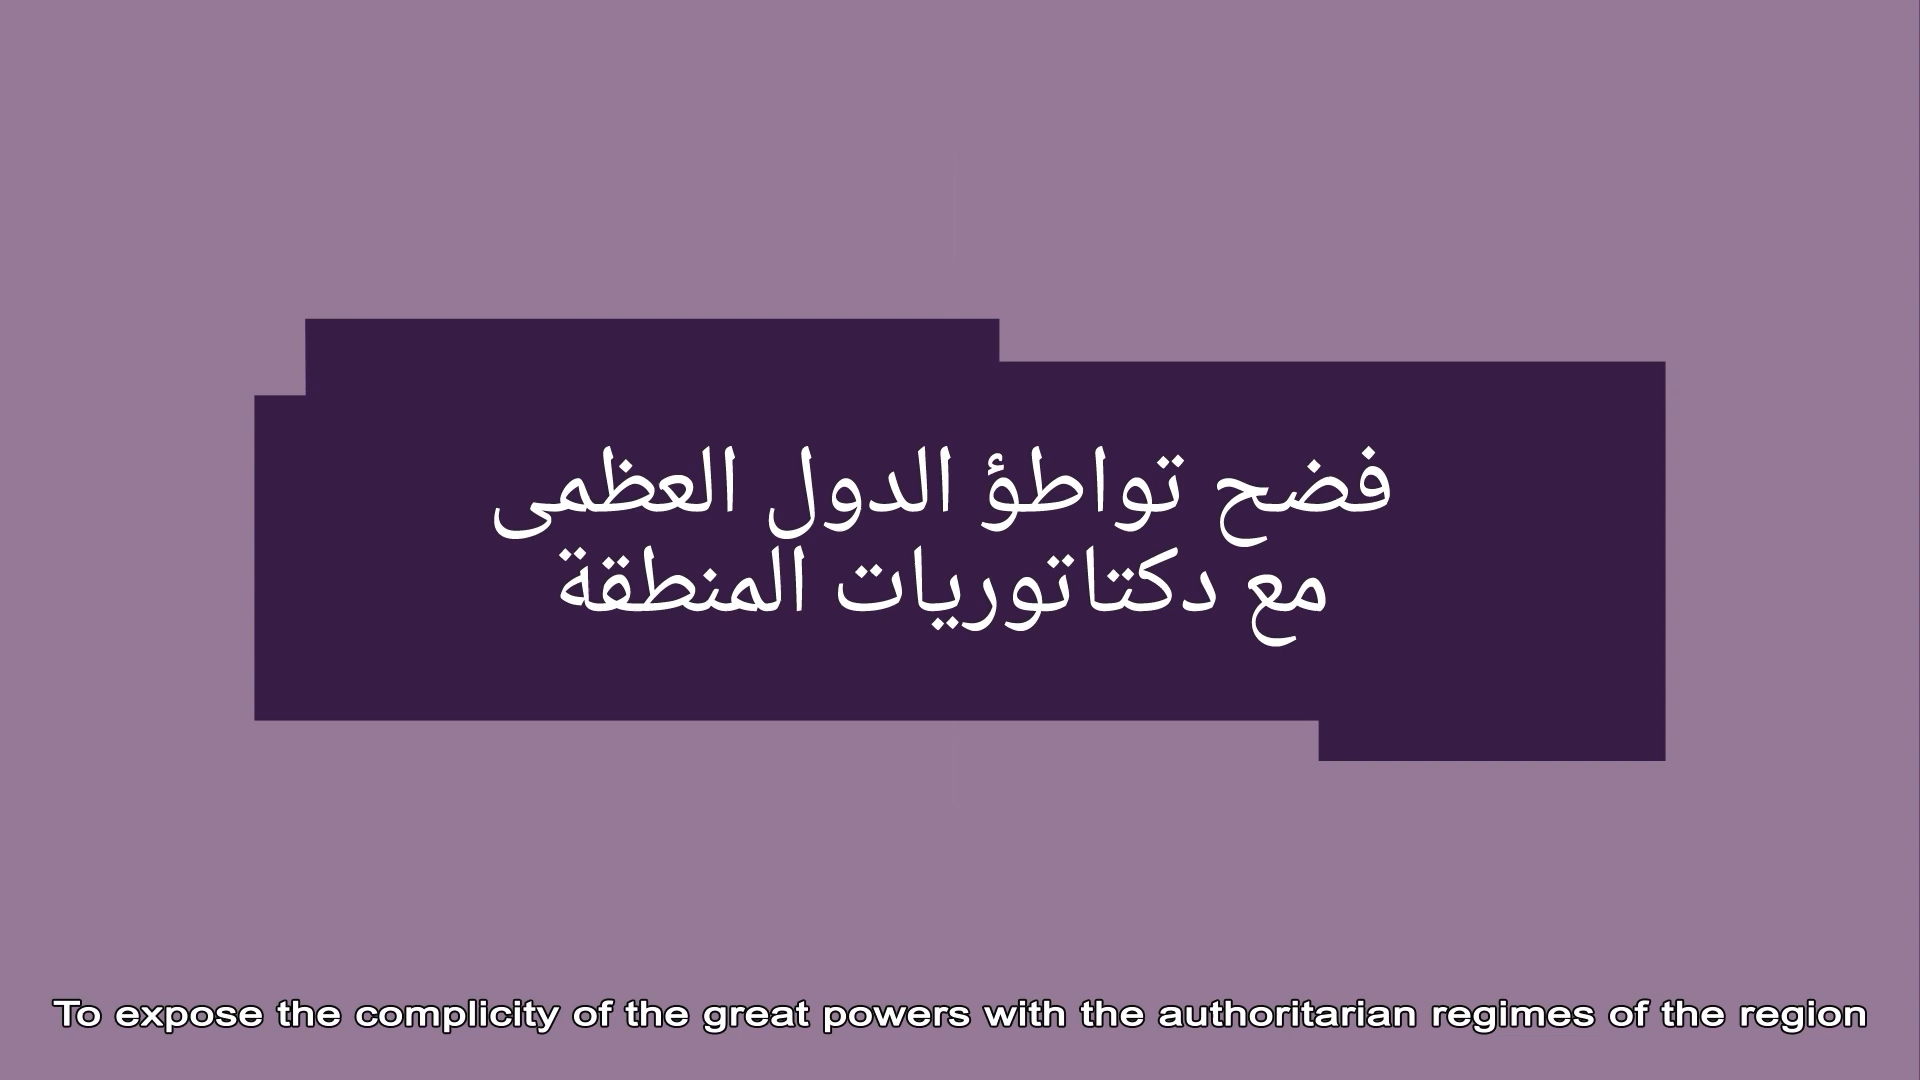 فضح تواطؤ الدول العظمى
مع دكتاتوريات المنطقة
To expose the complicity of the great powers with the authoritarian regimes of the region